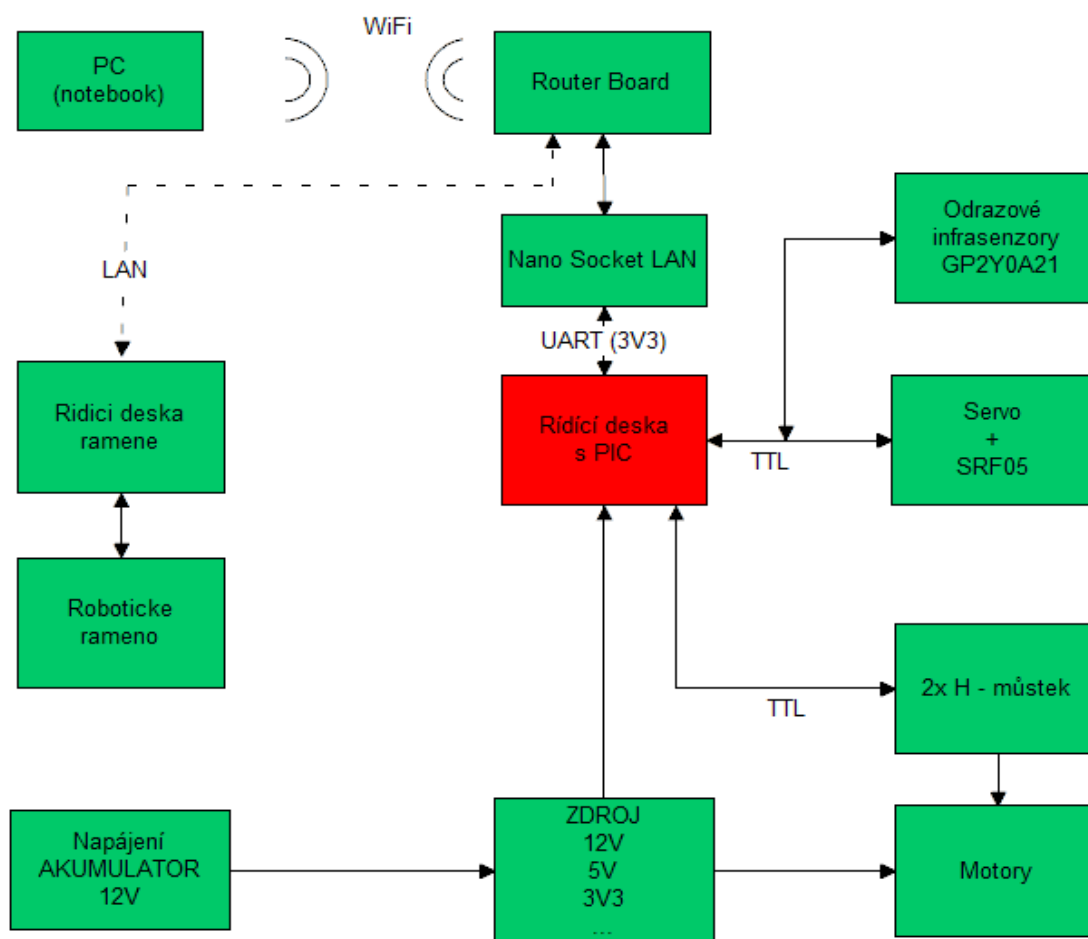 WiFi
PC
(notebook)
Router Board
Odrazové
infrasenzory
GP2Y0A21
Nano Socket LAN
LAN
UART (3V3)
Ridici deska
ramene
Rídící deska
s PIC
TTL
Servo
+
SRF05
Roboticke
rameno
2x H - můstek
TTL
Napájení
AKUMULATOR
12V
ZDROJ
12V
5V
3V3
...
Motory